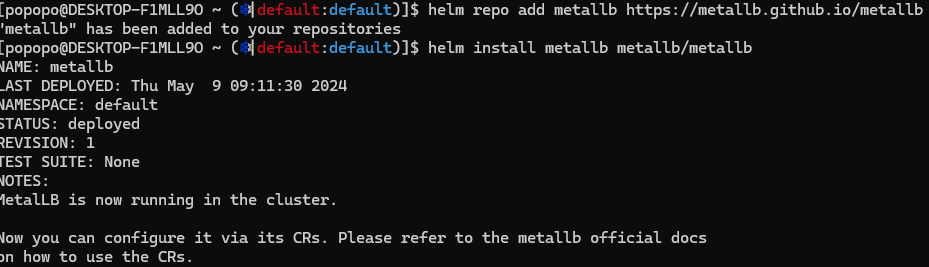 [popopo@DESKTOP-F1MLL9O ~ (⎈|default:default)]$ helm repo add metallb https://metallb.github.io/metallb
"metallb" has been added to your repositories
[popopo@DESKTOP-F1MLL9O ~ (⎈|default:default)]$ helm install metallb metallb/metallb
NAME: metallb
LAST DEPLOYED: Thu May  9 09:11:30 2024
NAMESPACE: default
STATUS: deployed
REVISION: 1
TEST SUITE: None
NOTES:
MetalLB is now running in the cluster.

Now you can configure it via its CRs. Please refer to the metallb official docs
on how to use the CRs.